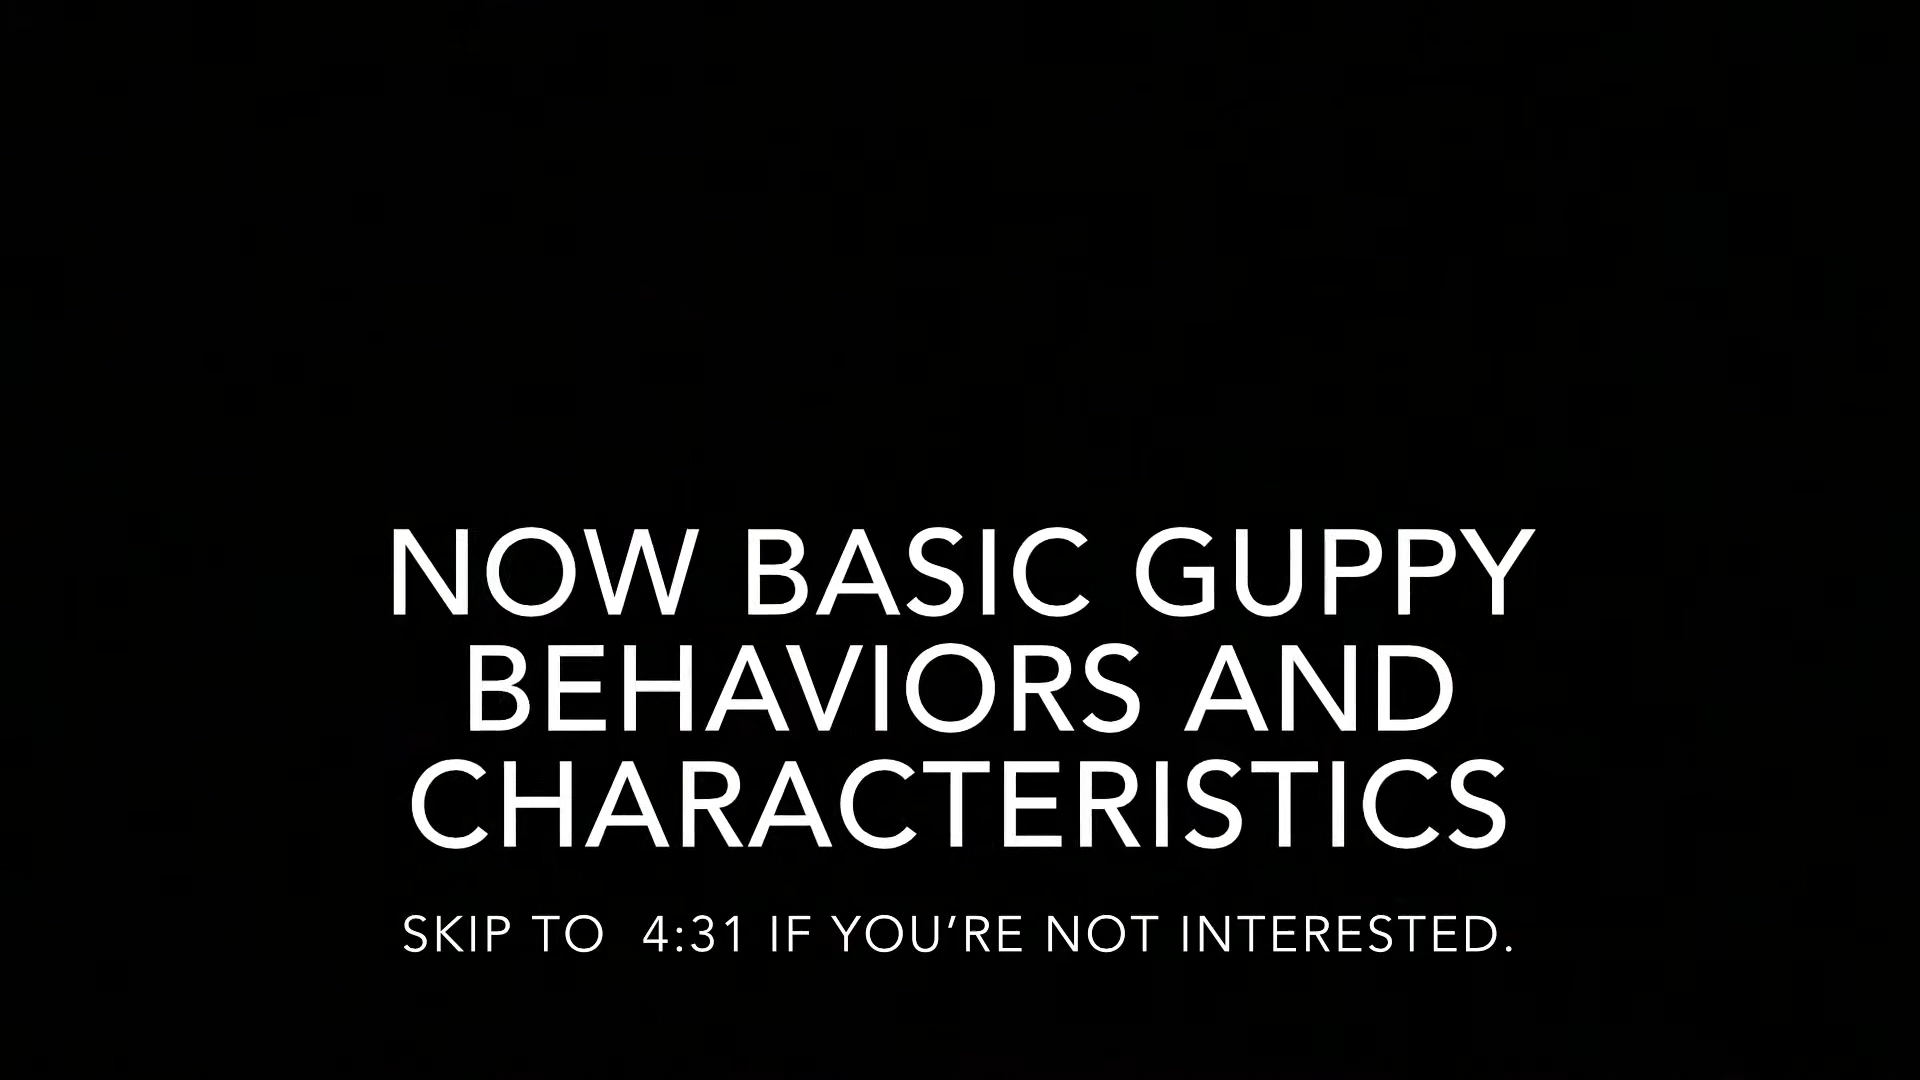 NOW BASIC GUPPY
BEHAVIORS AND
CHARACTERISTICS
SKIP TO  4:31 IF YOU’RE NOT INTERESTED.